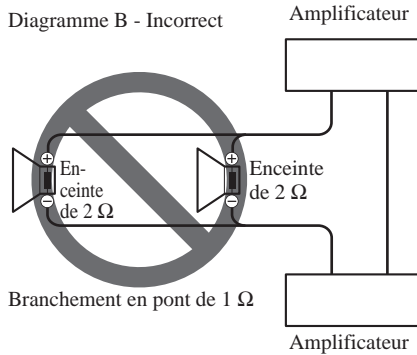 Diagramme B - Incorrect
Amplificateur
+
+
En-
ceinte
de 2 Ω
Enceinte
de 2 Ω
−
−
Branchement en pont de 1 Ω
Amplificateur